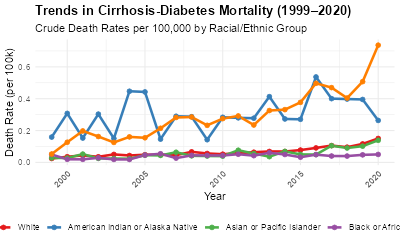 Trends in Cirrhosis-Diabetes Mortality (1999–2020)
Crude Death Rates per 100,000 by Racial/Ethnic Group
Death Rate (per 100k)
0.6
0.4
0.2
0.0
2000
2005
2010
2015
2020
Year
White
American Indian or Alaska Native
Asian or Pacific Islander
Black or Afri